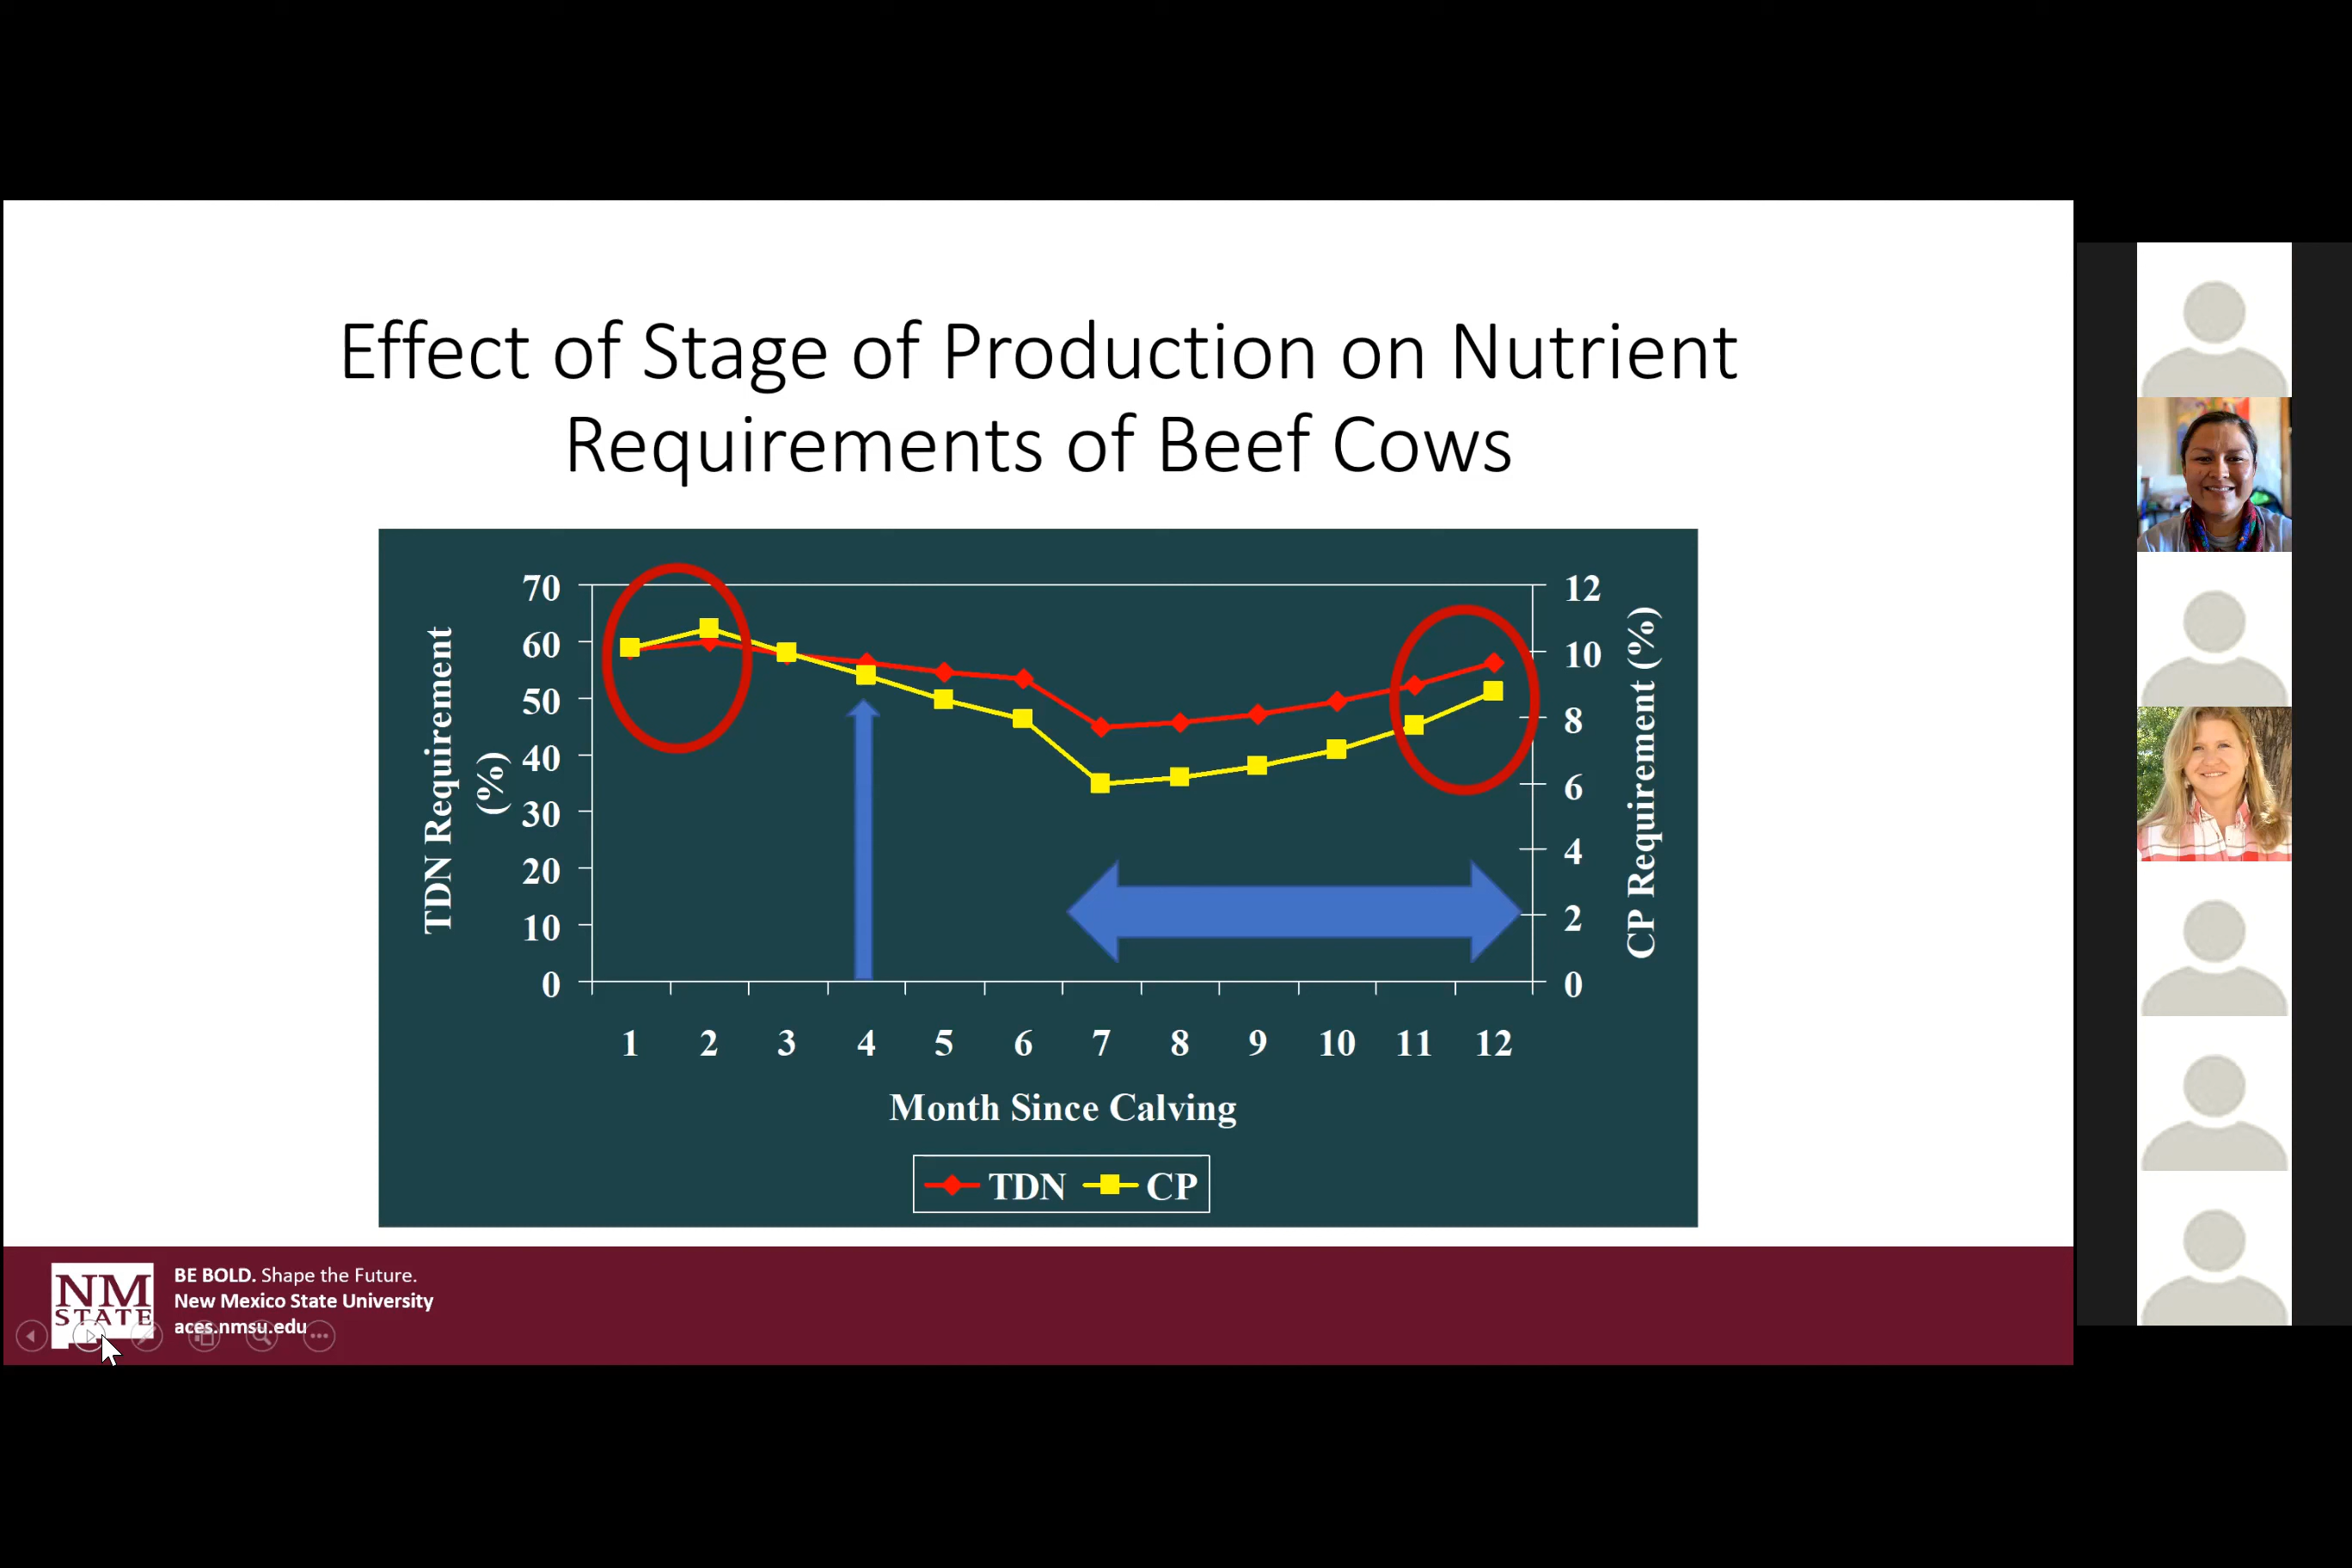 Effect of Stage of Production on Nutrient
Requirements of Beef Cows
TDN Requirement
(%)
70
60
50
40
30
20
10
0
12
10
8
6
4
2
0
CP Requirement (%)
1 2 3 4 5 6 7 8 9 10 11 12
Month Since Calving
TDN CP
NM
STATE
BE BOLD. Shape the Future.
New Mexico State University
aces.nmsu.edu